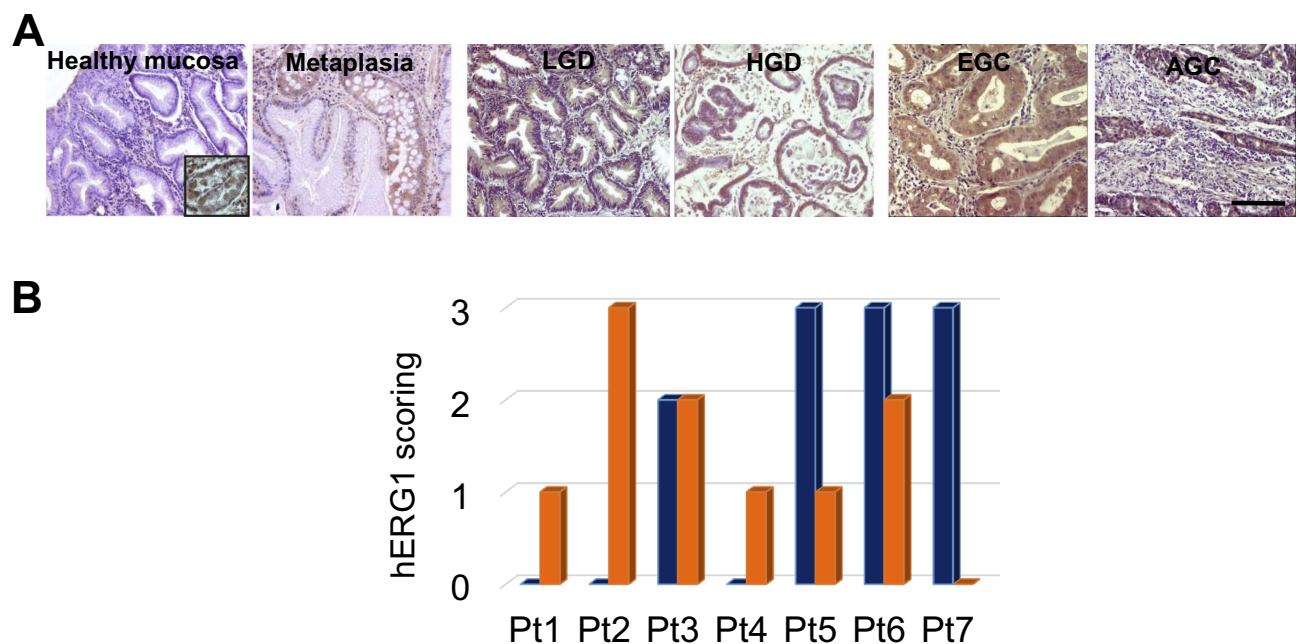 A
Healthy mucosa
Metaplasia
LGD
HGD
EGC
AGC
B
hERG1 scoring
3
2
1
0
Pt1 Pt2 Pt3 Pt4 Pt5 Pt6 Pt7